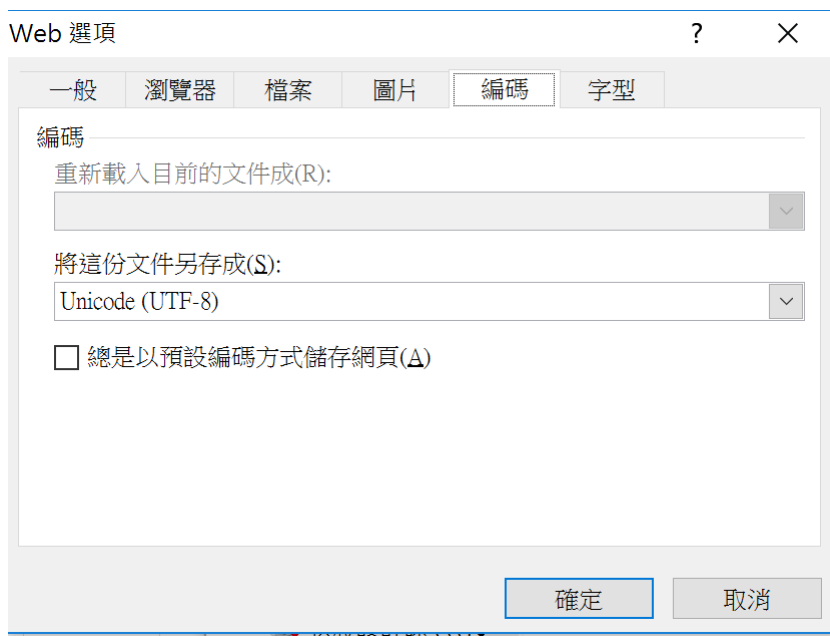 Web 選項
?
一般 瀏覽器 檔案 圖片 編碼 字型
編碼
重新載入目前的文件成(R):
將這份文件另存成(S):
Unicode (UTF-8)
總是以預設編碼方式儲存網頁(A)
確定 取消